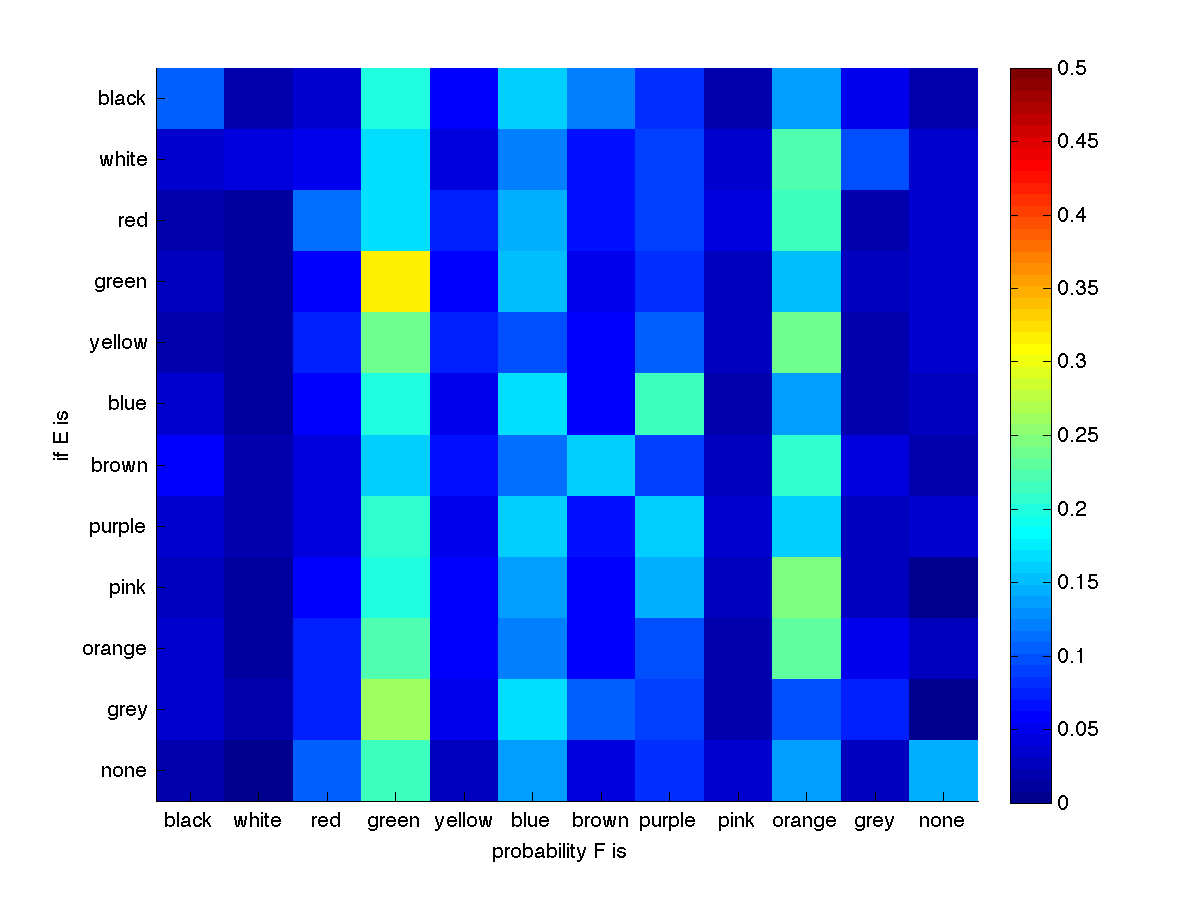 black
white
red
green
yellow
blue
brown
purple
pink
orange
grey
none
if E is
black white red green yellow blue brown purple pink orange grey none
probability F is
0.5
0.45
0.4
0.35
0.3
0.25
0.2
0.15
0.1
0.05
0